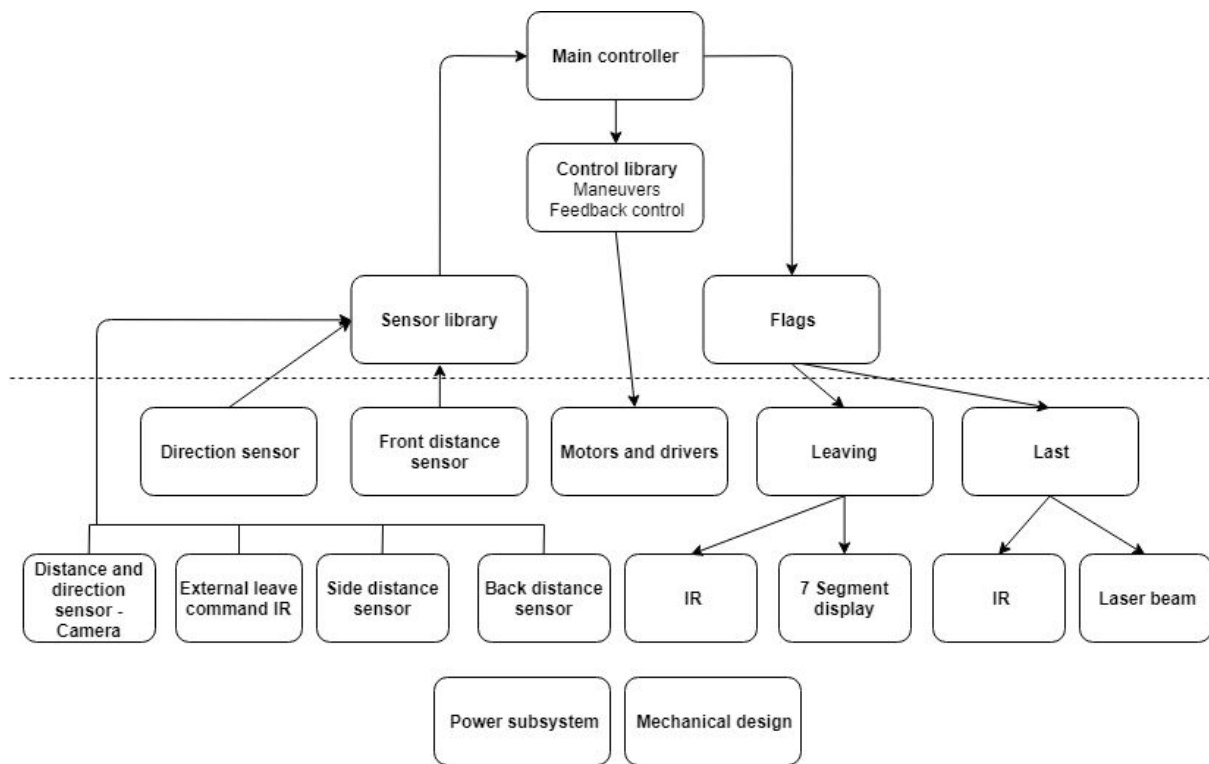 Main controller
Control library
Maneuvers
Feedback control
Sensor library
Flags
Direction sensor
Front distance
sensor
Motors and drivers
Leaving
Last
Distance and
direction
sensor -
Camera
External leave
command IR
Side distance
sensor
Back distance
sensor
IR
7 Segment
display
IR
Laser beam
Power subsystem
Mechanical design